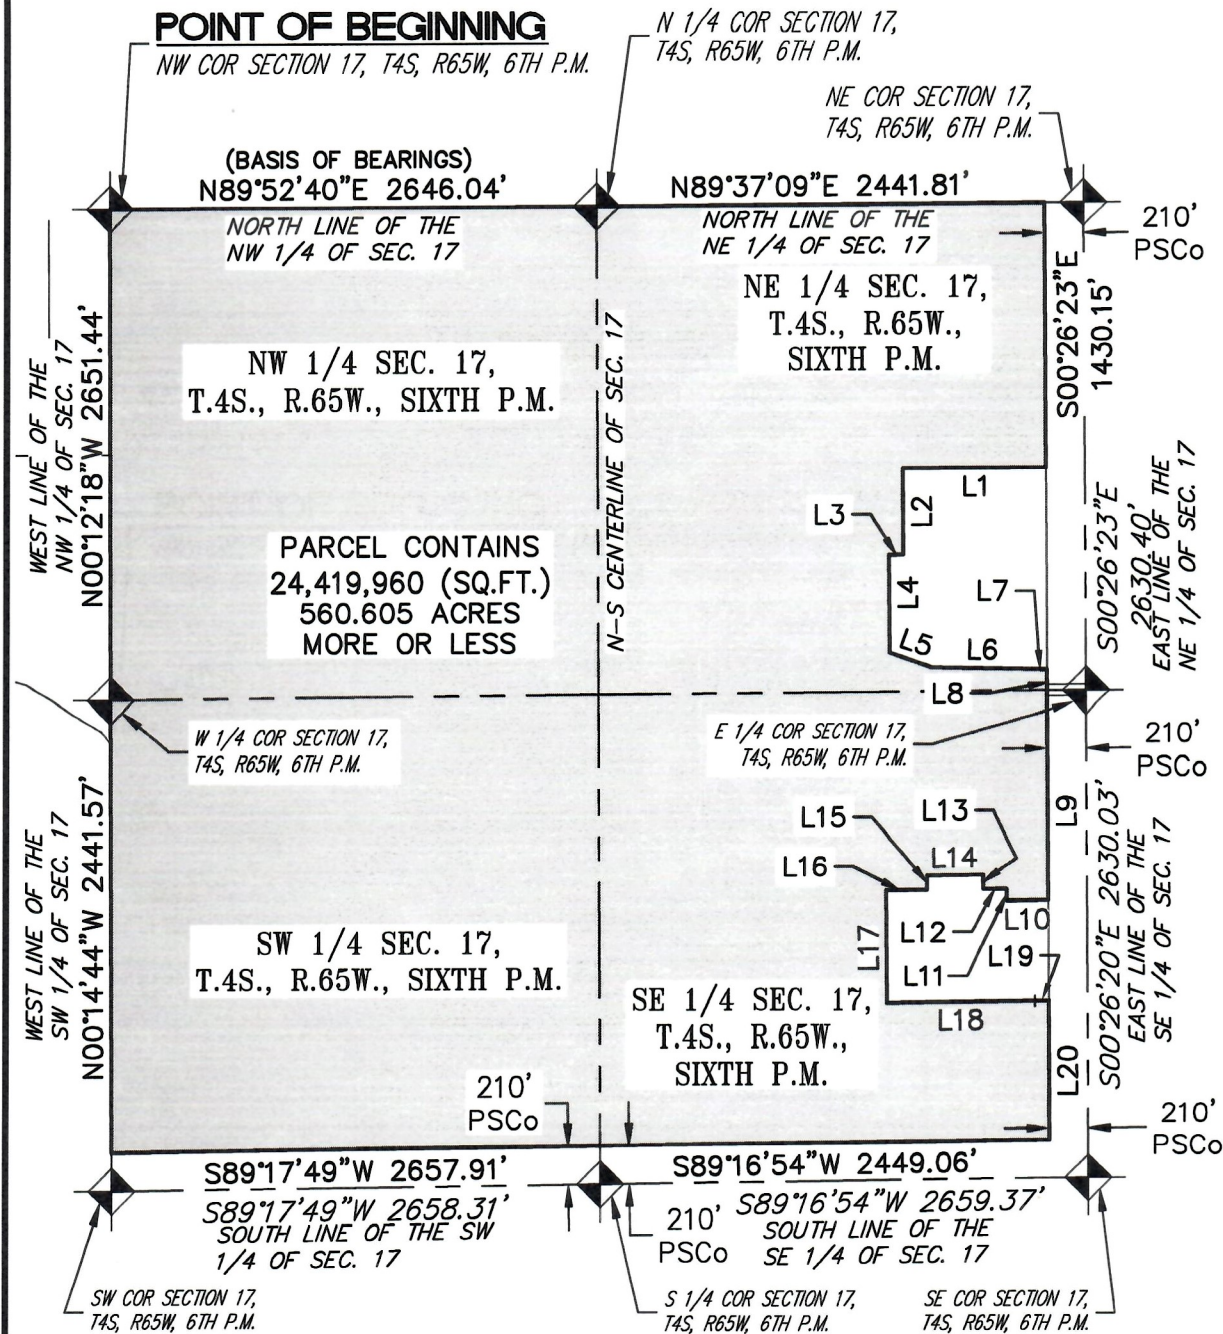 POINT OF BEGINNING
NW COR SECTION 17, T4S, R65W, 6TH P.M.
N 1/4 COR SECTION 17,
T4S, R65W, 6TH P.M.
NE COR SECTION 17,
T4S, R65W, 6TH P.M.
(BASIS OF BEARINGS)
N89°52'40"E 2646.04'
N89°37'09"E 2441.81'
NORTH LINE OF THE
NW 1/4 OF SEC. 17
NORTH LINE OF THE
NE 1/4 OF SEC. 17
210'
PSCo
S00°26'23"E
1430.15'
NW 1/4 SEC. 17,
T.4S., R.65W., SIXTH P.M.
NE 1/4 SEC. 17,
T.4S., R.65W.,
SIXTH P.M.
WEST LINE OF THE
NW 1/4 OF SEC. 17
N00°12'18"W 2651.44'
N-S CENTERLINE OF SEC. 17
L1
L2
L3
L4
L5
L6
L7
L8
S00°26'23"E
2630.40'
EAST LINE OF THE
NE 1/4 OF SEC. 17
PARCEL CONTAINS
24,419,960 (SQ.FT.)
560.605 ACRES
MORE OR LESS
W 1/4 COR SECTION 17,
T4S, R65W, 6TH P.M.
E 1/4 COR SECTION 17,
T4S, R65W, 6TH P.M.
210'
PSCo
WEST LINE OF THE
SW 1/4 OF SEC. 17
N00°14'44"W 2441.57'
L9
L15
L13
L14
L16
L12
L10
L11
L19
L17
L18
L20
S00°26'20"E 2630.03'
EAST LINE OF THE
SE 1/4 OF SEC. 17
SW 1/4 SEC. 17,
T.4S., R.65W., SIXTH P.M.
SE 1/4 SEC. 17,
T.4S., R.65W.,
SIXTH P.M.
210'
PSCo
210'
PSCo
S89°17'49"W 2657.91'
S89°16'54"W 2449.06'
S89°17'49"W 2658.31'
SOUTH LINE OF THE SW
1/4 OF SEC. 17
210'
PSCo
S89°16'54"W 2659.37'
SOUTH LINE OF THE
SE 1/4 OF SEC. 17
SW COR SECTION 17,
T4S, R65W, 6TH P.M.
S 1/4 COR SECTION 17,
T4S, R65W, 6TH P.M.
SE COR SECTION 17,
T4S, R65W, 6TH P.M.